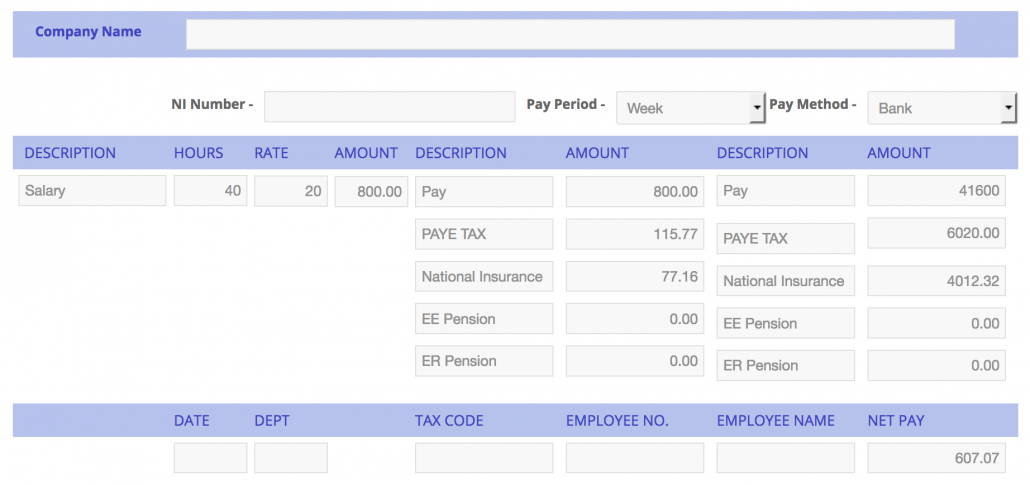 Company Name
NI Number - Pay Period - Week Pay Method - Bank
DESCRIPTION HOURS RATE AMOUNT DESCRIPTION AMOUNT DESCRIPTION AMOUNT
Salary 40 20 800.00 Pay 800.00 Pay 41600
PAYE TAX 115.77 PAYE TAX 6020.00
National Insurance 77.16 National Insurance 4012.32
EE Pension 0.00 EE Pension 0.00
ER Pension 0.00 ER Pension 0.00
DATE DEPT TAX CODE EMPLOYEE NO. EMPLOYEE NAME NET PAY
607.07